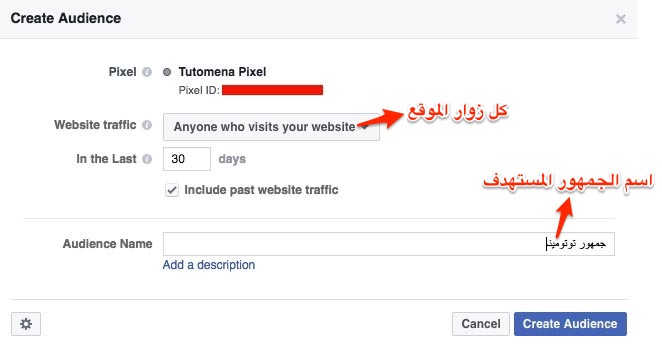 Create Audience
Pixel Tutomena Pixel
Pixel ID:
كل زوار الموقع
Website traffic Anyone who visits your website
In the Last 30 days
اسم الجمهور المستهدف
Include past website traffic
Audience Name جمهور توتومينا
Add a description
Cancel Create Audience